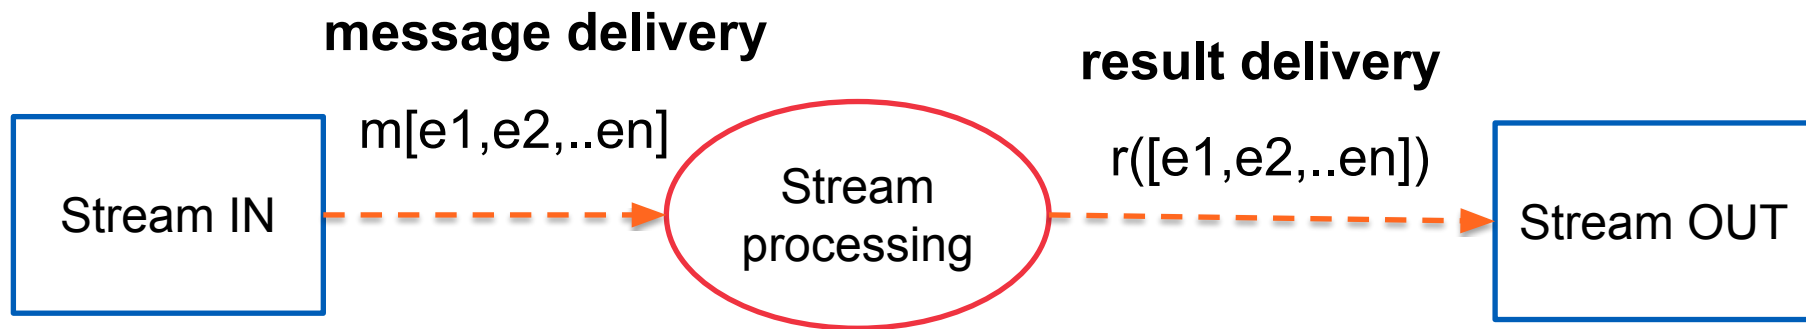 message delivery
result delivery
m[e1,e2,..en]
r([e1,e2,..en])
Stream IN
Stream
processing
Stream OUT